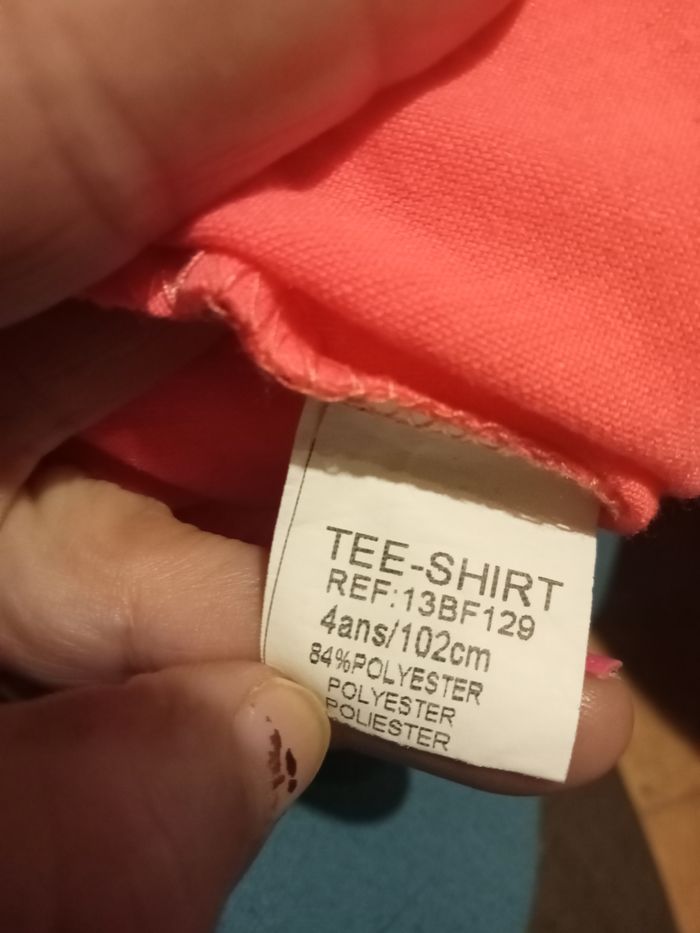 TEE-SHIRT
REF:13BF129
4ans/102cm
84%POLYESTER
POLYESTER
POLIESTER